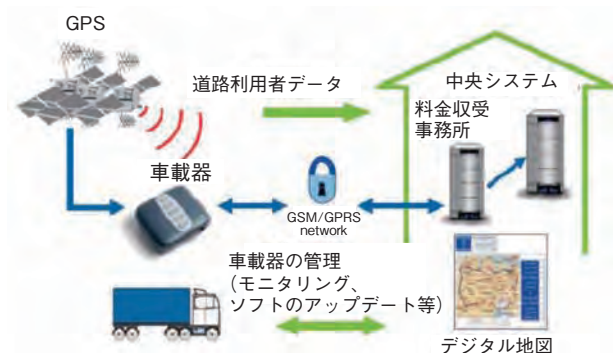 GPS
道路利用者データ
中央システム
料金収受
事務所
車載器
GSM/GPRS
network
車載器の管理
(モニタリング、
ソフトのアップデート等)
デジタル地図